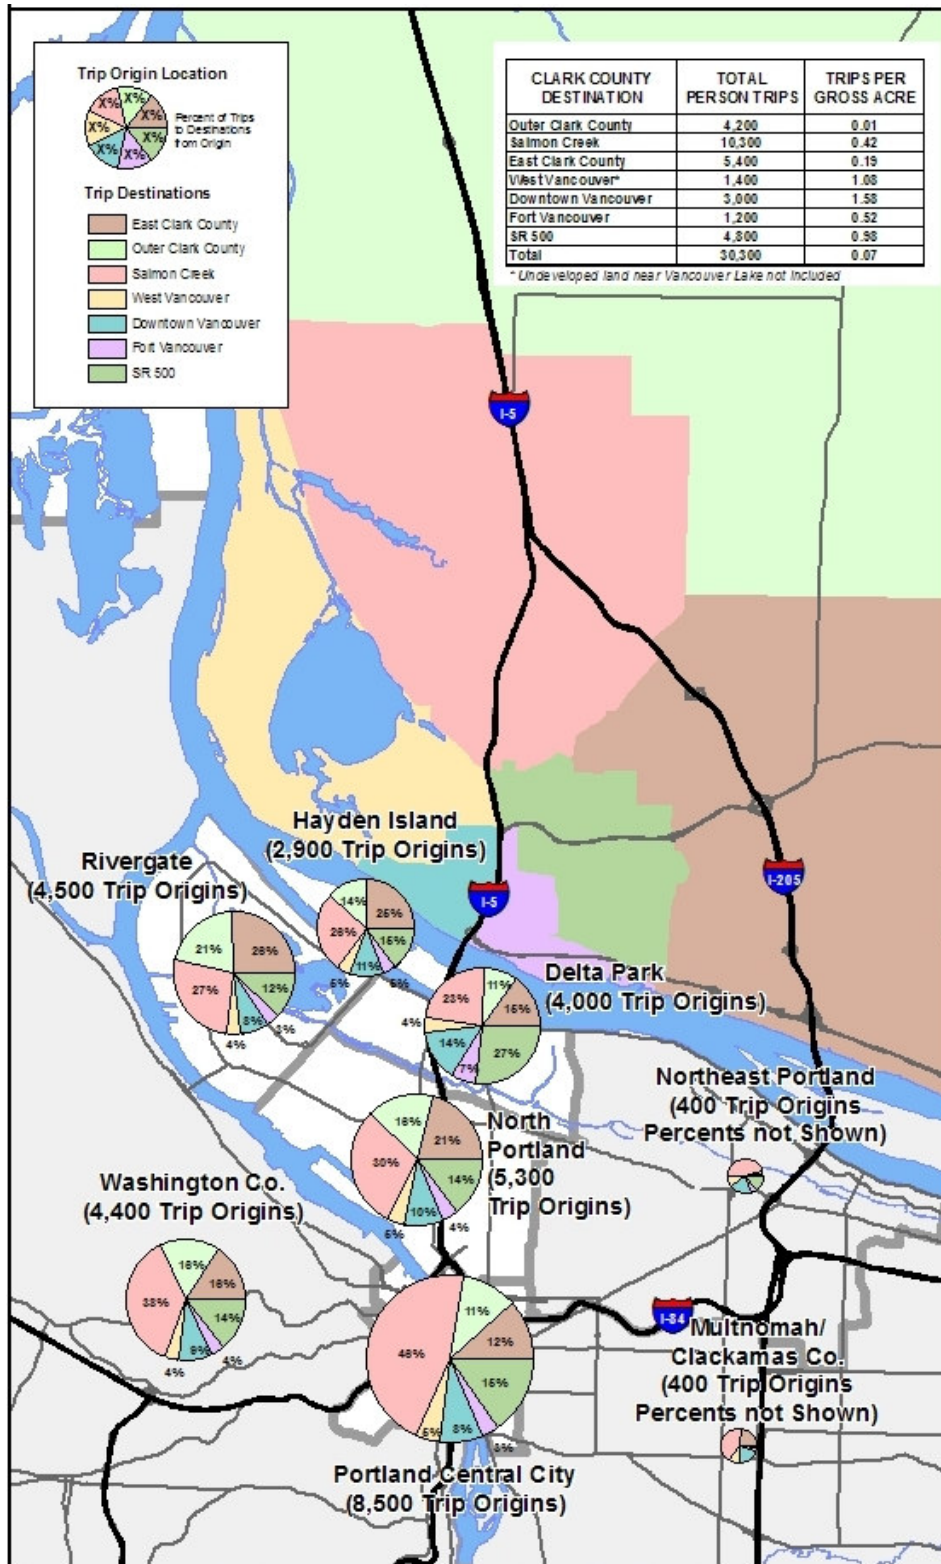 Trip Origin Location
X%
X%
X%
X%
X%
X%
X%
Percent of Trips
to Destinations
from Origin
Trip Destinations
East Clark County
Outer Clark County
Salmon Creek
West Vancouver
Downtown Vancouver
Fort Vancouver
SR 500
CLARK COUNTY DESTINATION TOTAL PERSON TRIPS TRIPS PER GROSS ACRE
Outer Clark County 4,200 0.01
Salmon Creek 10,300 0.42
East Clark County 5,400 0.19
West Vancouver* 1,400 1.08
Downtown Vancouver 3,000 1.58
Fort Vancouver 1,200 0.52
SR 500 4,800 0.98
Total 30,300 0.07
* Undeveloped land near Vancouver Lake not included
I-5
Hayden Island
(2,900 Trip Origins)
14%
25%
15%
5%
11%
5%
26%
Rivergate
(4,500 Trip Origins)
21%
26%
12%
3%
8%
4%
27%
I-5
I-205
Delta Park
(4,000 Trip Origins)
11%
15%
27%
7%
14%
4%
23%
Northeast Portland
(400 Trip Origins
Percents not Shown)
North
Portland
(5,300
Trip Origins)
16%
21%
14%
4%
10%
5%
30%
Washington Co.
(4,400 Trip Origins)
16%
16%
14%
4%
9%
4%
38%
I-84
Multnomah/
Clackamas Co.
(400 Trip Origins
Percents not Shown)
11%
12%
15%
3%
8%
5%
46%
Portland Central City
(8,500 Trip Origins)